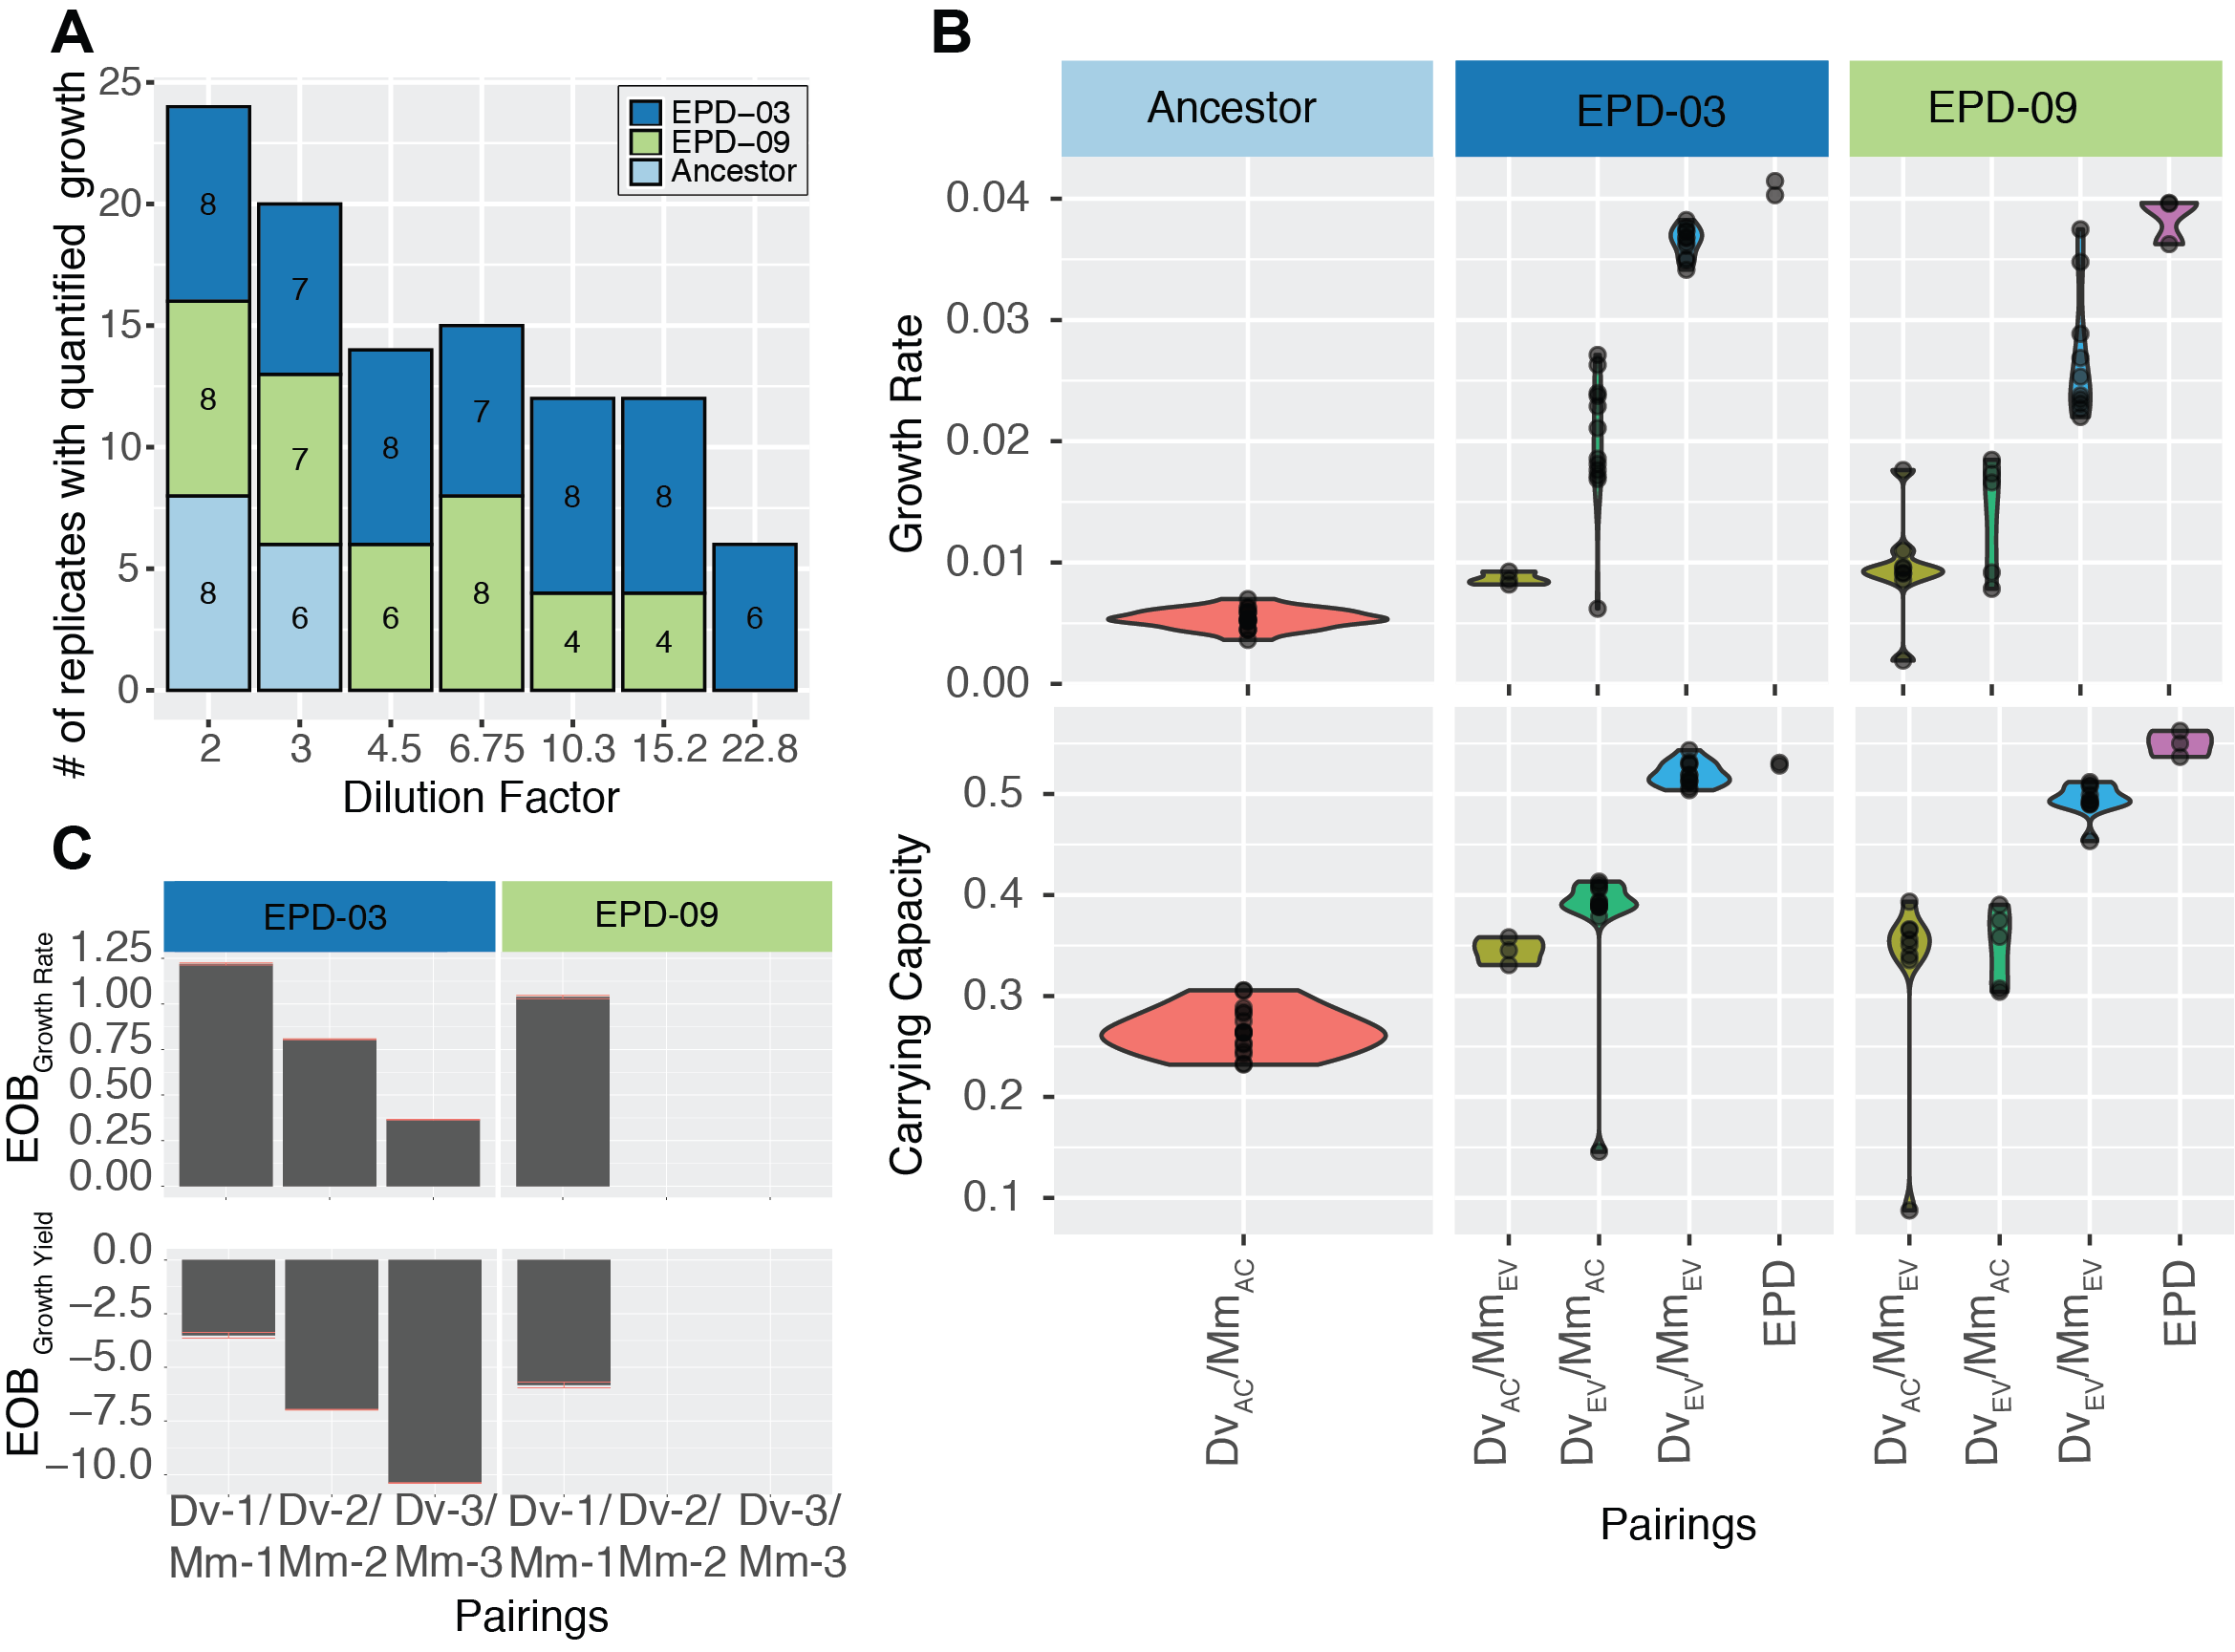 A
# of replicates with quantified growth
25
20
15
10
5
0
EPD–03
EPD–09
Ancestor
8
8
8
7
7
6
8
6
7
8
8
4
8
4
6
2 3 4.5 6.75 10.3 15.2 22.8
Dilution Factor
B
Ancestor EPD-03 EPD-09
Growth Rate
0.04
0.03
0.02
0.01
0.00
Carrying Capacity
0.5
0.4
0.3
0.2
0.1
DvAC/MmAC
DvAC/MmEV
DvEV/MmAC
DvEV/MmEV
EPD
DvAC/MmEV
DvEV/MmAC
DvEV/MmEV
EPD
Pairings
C
EPD-03 EPD-09
EOBGrowth Rate
1.25
1.00
0.75
0.50
0.25
0.00
EOBGrowth Yield
0.0
−2.5
−5.0
−7.5
−10.0
Dv-1/ Dv-2/ Dv-3/ Dv-1/ Dv-2/ Dv-3/
Mm-1 Mm-2 Mm-3 Mm-1 Mm-2 Mm-3
Pairings